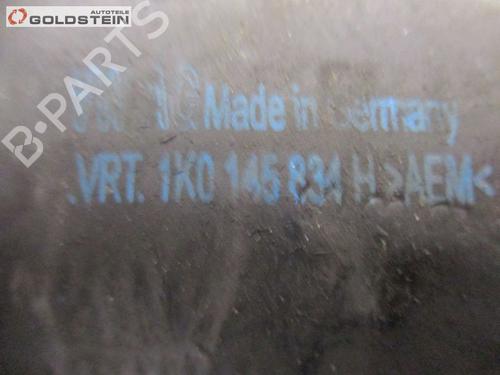 AUTOTEILE
GOLDSTEIN
B-PARTS
Made in Germany
.VRT. 1K0 145 834 H >AEM<